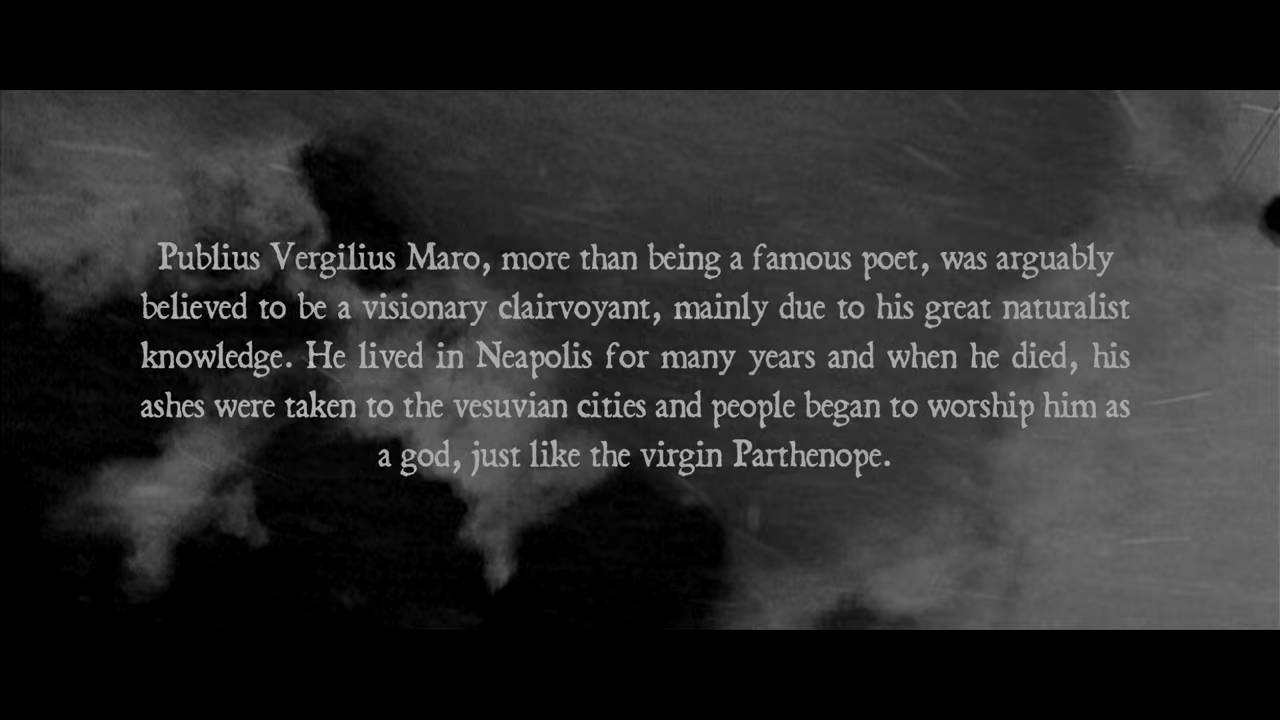 Publius Vergilius Maro, more than being a famous poet, was arguably
believed to be a visionary clairvoyant, mainly due to his great naturalist
knowledge. He lived in Neapolis for many years and when he died, his
ashes were taken to the vesuvian cities and people began to worship him as
a god, just like the virgin Parthenope.